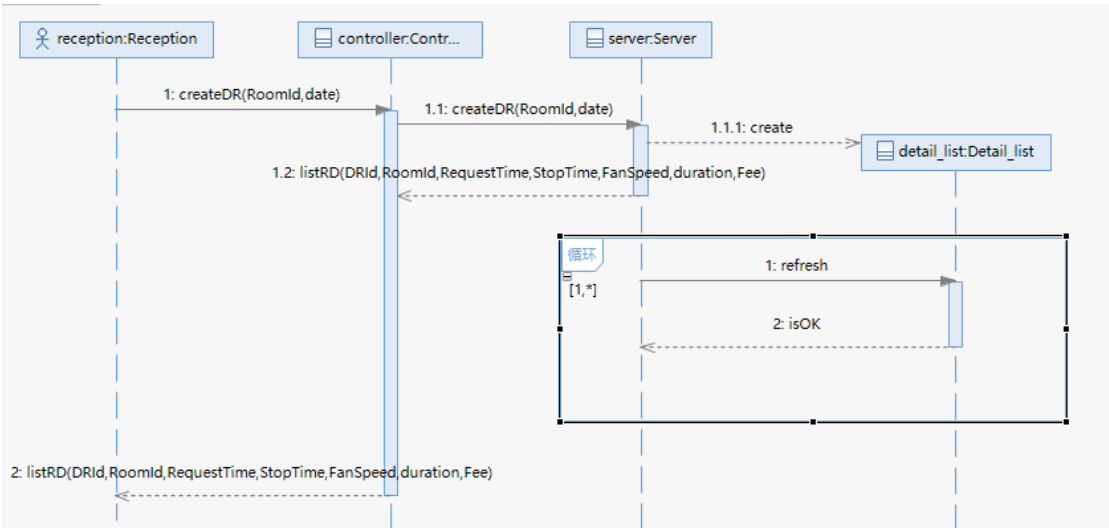 reception:Reception
controller:Contr...
server:Server
1: createDR(RoomId,date)
1.1: createDR(RoomId,date)
1.1.1: create
detail_list:Detail_list
1.2: listRD(DRId,RoomId,RequestTime,StopTime,FanSpeed,duration,Fee)
循环
[1,*]
1: refresh
2: isOK
2: listRD(DRId,RoomId,RequestTime,StopTime,FanSpeed,duration,Fee)